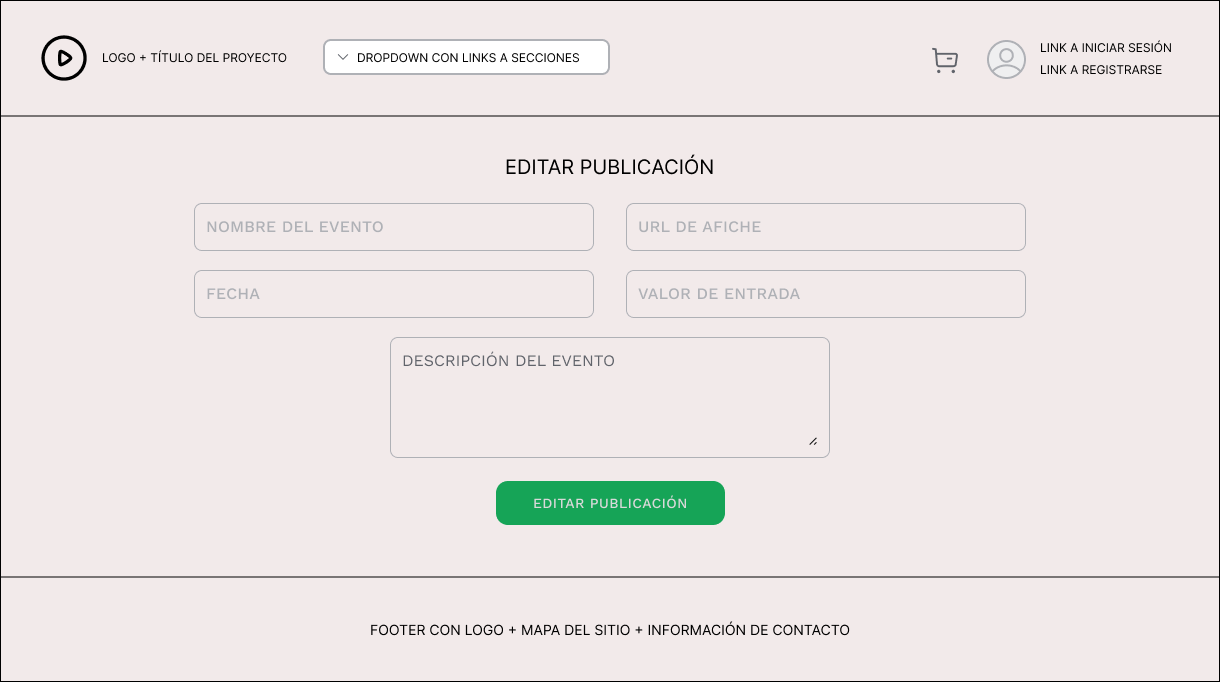 LOGO + TÍTULO DEL PROYECTO
DROPDOWN CON LINKS A SECCIONES
LINK A INICIAR SESIÓN
LINK A REGISTRARSE
EDITAR PUBLICACIÓN
NOMBRE DEL EVENTO
URL DE AFICHE
FECHA
VALOR DE ENTRADA
DESCRIPCIÓN DEL EVENTO
EDITAR PUBLICACIÓN
FOOTER CON LOGO + MAPA DEL SITIO + INFORMACIÓN DE CONTACTO